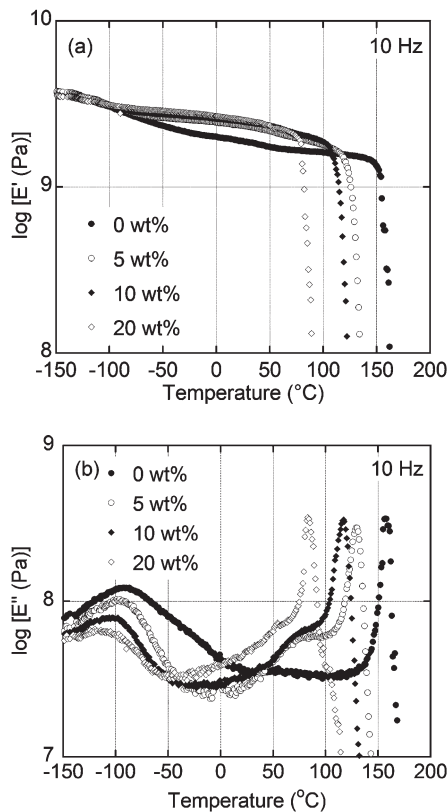 10
(a)
10 Hz
log [E' (Pa)]
9
0 wt%
5 wt%
10 wt%
20 wt%
8
-150 -100 -50 0 50 100 150 200
Temperature (°C)
9
(b)
10 Hz
0 wt%
5 wt%
10 wt%
20 wt%
log [E'' (Pa)]
8
7
-150 -100 -50 0 50 100 150 200
Temperature (°C)